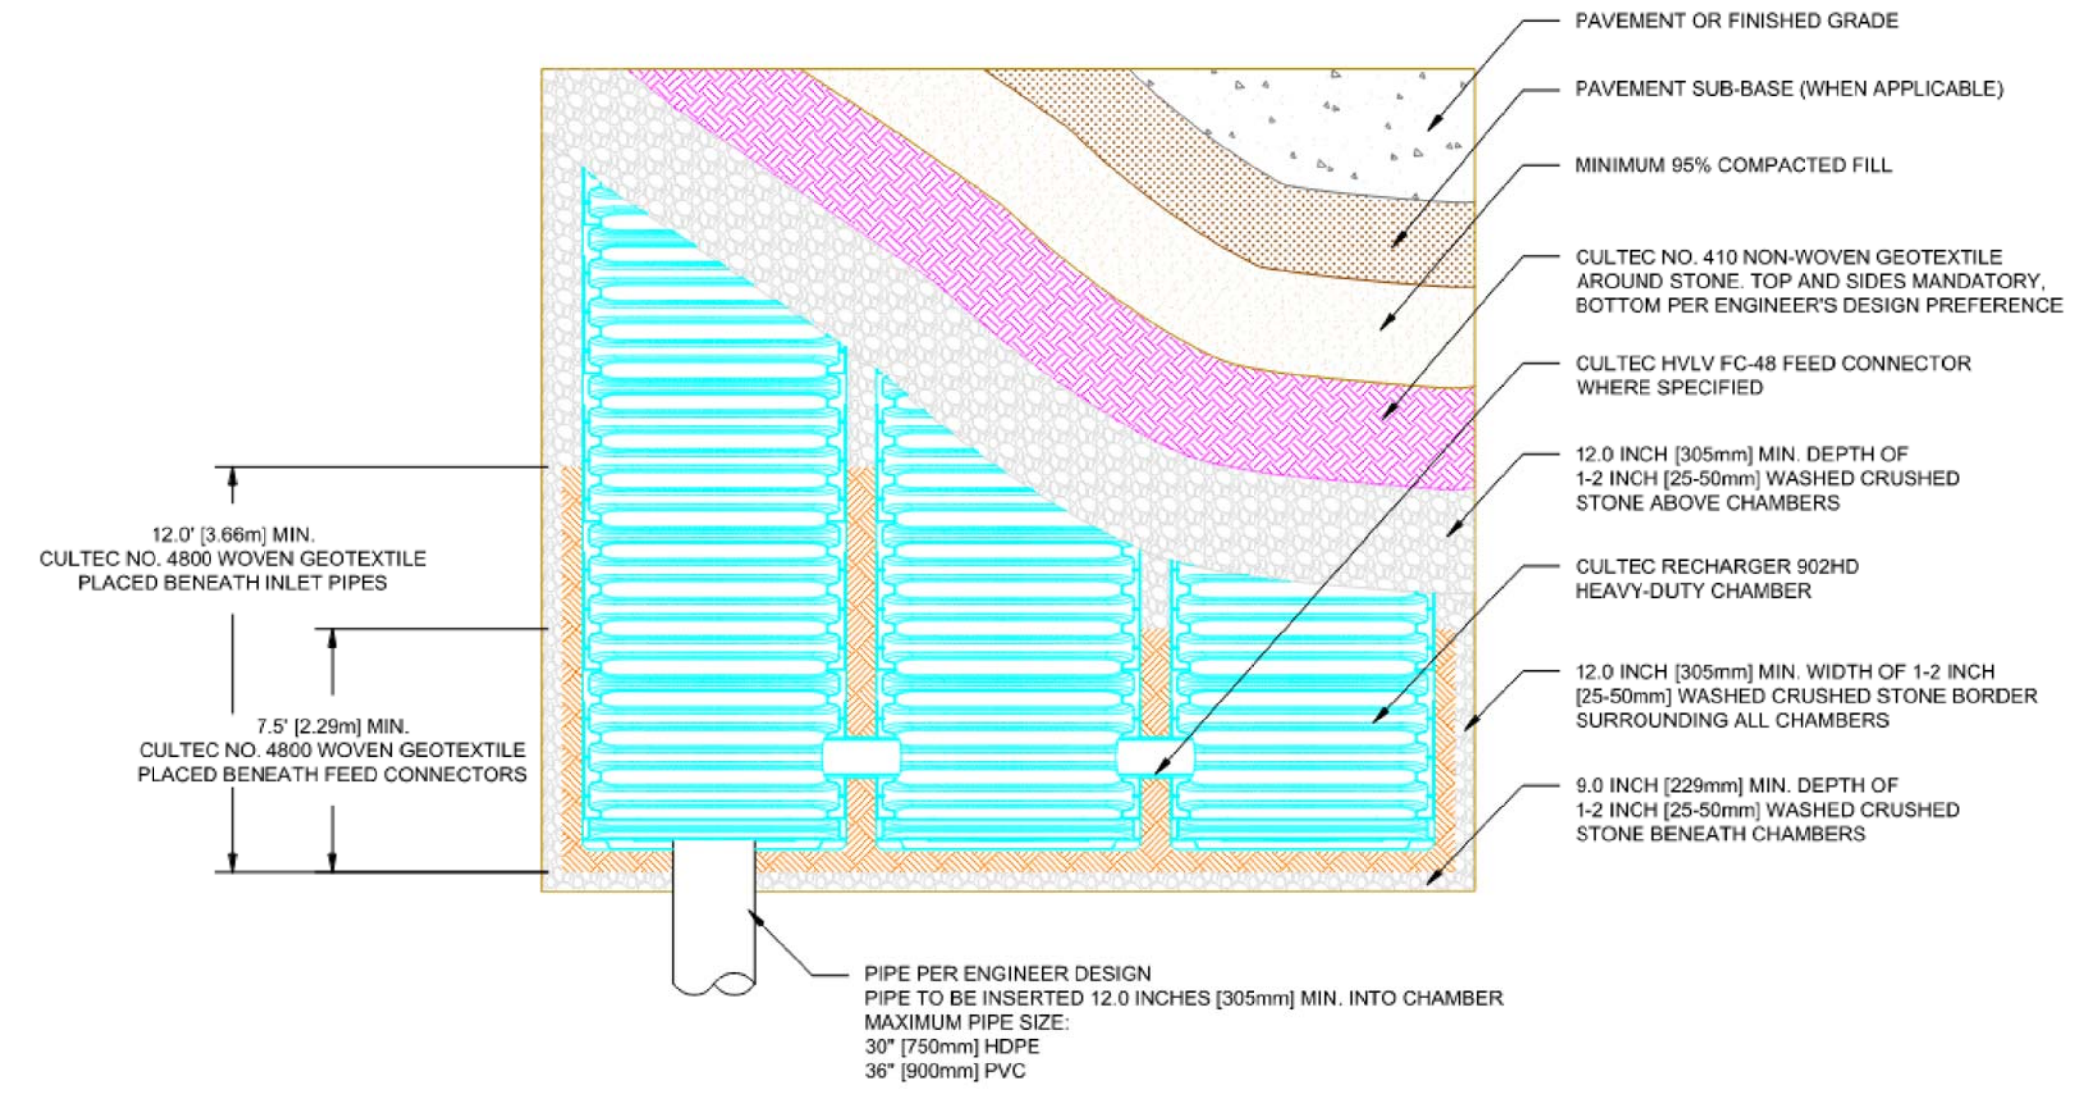 PAVEMENT OR FINISHED GRADE
PAVEMENT SUB-BASE (WHEN APPLICABLE)
MINIMUM 95% COMPACTED FILL
CULTEC NO. 410 NON-WOVEN GEOTEXTILE
AROUND STONE. TOP AND SIDES MANDATORY,
BOTTOM PER ENGINEER'S DESIGN PREFERENCE
CULTEC HVLV FC-48 FEED CONNECTOR
WHERE SPECIFIED
12.0 INCH [305mm] MIN. DEPTH OF
1-2 INCH [25-50mm] WASHED CRUSHED
STONE ABOVE CHAMBERS
CULTEC RECHARGER 902HD
HEAVY-DUTY CHAMBER
12.0 INCH [305mm] MIN. WIDTH OF 1-2 INCH
[25-50mm] WASHED CRUSHED STONE BORDER
SURROUNDING ALL CHAMBERS
9.0 INCH [229mm] MIN. DEPTH OF
1-2 INCH [25-50mm] WASHED CRUSHED
STONE BENEATH CHAMBERS
12.0' [3.66m] MIN.
CULTEC NO. 4800 WOVEN GEOTEXTILE
PLACED BENEATH INLET PIPES
7.5' [2.29m] MIN.
CULTEC NO. 4800 WOVEN GEOTEXTILE
PLACED BENEATH FEED CONNECTORS
PIPE PER ENGINEER DESIGN
PIPE TO BE INSERTED 12.0 INCHES [305mm] MIN. INTO CHAMBER
MAXIMUM PIPE SIZE:
30" [750mm] HDPE
36" [900mm] PVC